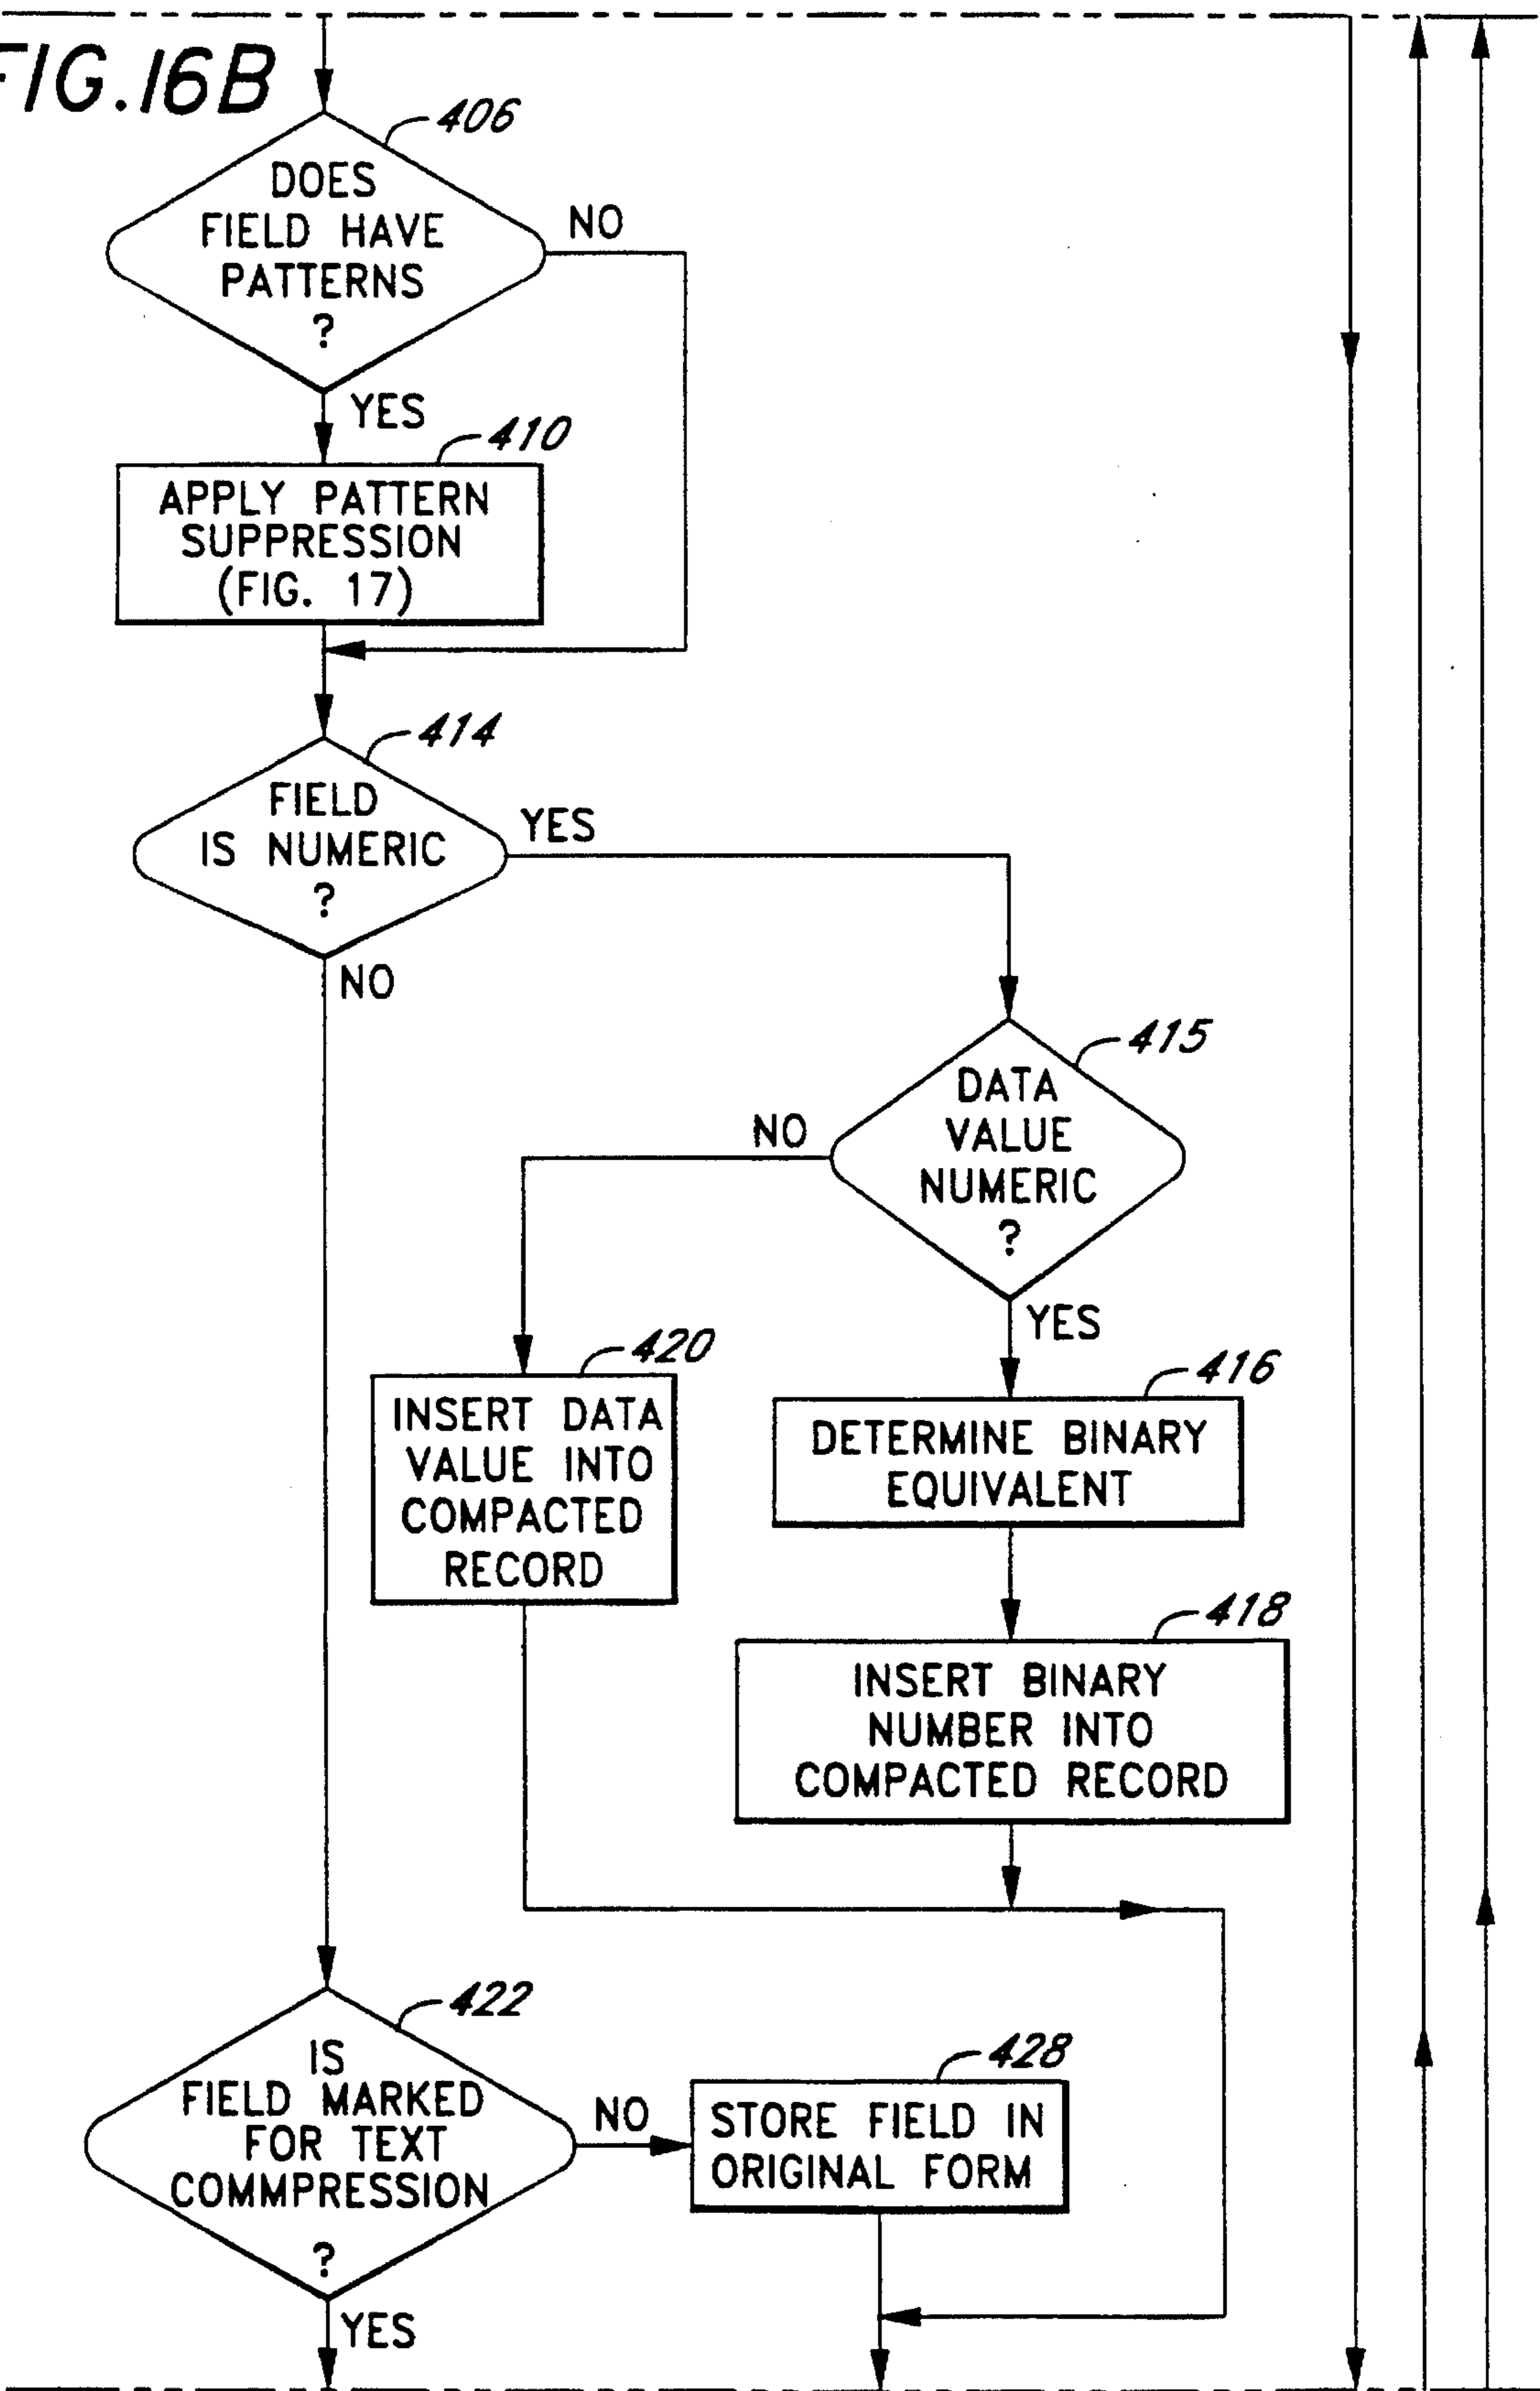 FIG.16B
406
DOES
FIELD HAVE
PATTERNS
?
NO
YES
410
APPLY PATTERN
SUPPRESSION
(FIG. 17)
414
FIELD
IS NUMERIC
?
YES
NO
415
DATA
VALUE
NUMERIC
?
NO
YES
420
INSERT DATA
VALUE INTO
COMPACTED
RECORD
416
DETERMINE BINARY
EQUIVALENT
418
INSERT BINARY
NUMBER INTO
COMPACTED RECORD
422
IS
FIELD MARKED
FOR TEXT
COMMPRESSION
?
NO
YES
428
STORE FIELD IN
ORIGINAL FORM